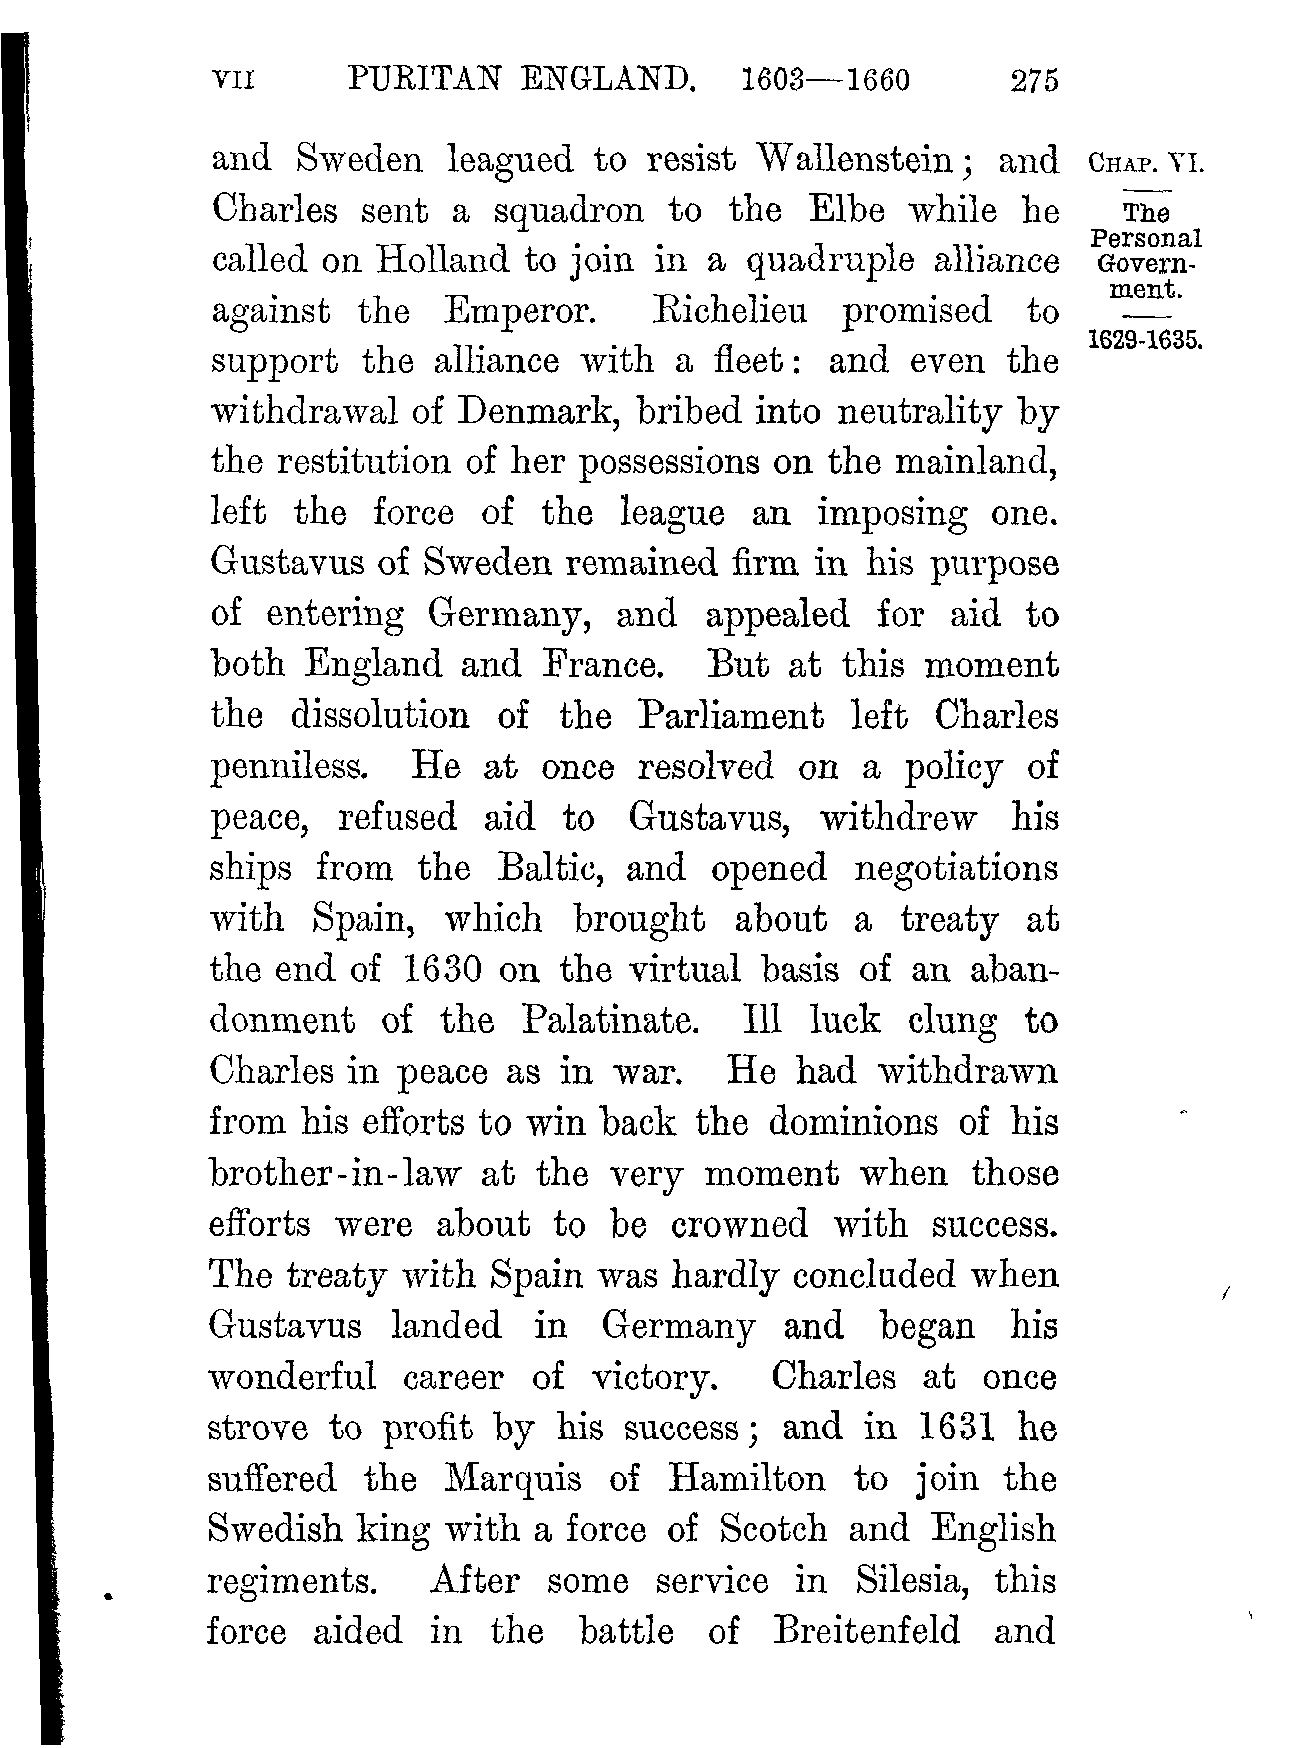 VII PURITAN ENGLAND. 1603—1660 275
and Sweden leagued to resist Wallenstein; and
Charles sent a squadron to the Elbe while he
called on Holland to join in a quadruple alliance
against the Emperor. Richelieu promised to
support the alliance with a fleet: and even the
withdrawal of Denmark, bribed into neutrality by
the restitution of her possessions on the mainland,
left the force of the league an imposing one.
Gustavus of Sweden remained firm in his purpose
of entering Germany, and appealed for aid to
both England and France. But at this moment
the dissolution of the Parliament left Charles
penniless. He at once resolved on a policy of
peace, refused aid to Gustavus, withdrew his
ships from the Baltic, and opened negotiations
with Spain, which brought about a treaty at
the end of 1630 on the virtual basis of an aban-
donment of the Palatinate. Ill luck clung to
Charles in peace as in war. He had withdrawn
from his efforts to win back the dominions of his
brother-in-law at the very moment when those
efforts were about to be crowned with success.
The treaty with Spain was hardly concluded when
Gustavus landed in Germany and began his
wonderful career of victory. Charles at once
strove to profit by his success; and in 1631 he
suffered the Marquis of Hamilton to join the
Swedish king with a force of Scotch and English
regiments. After some service in Silesia, this
force aided in the battle of Breitenfeld and
CHAP. VI.
The
Personal
Govern-
ment.
1629-1635.